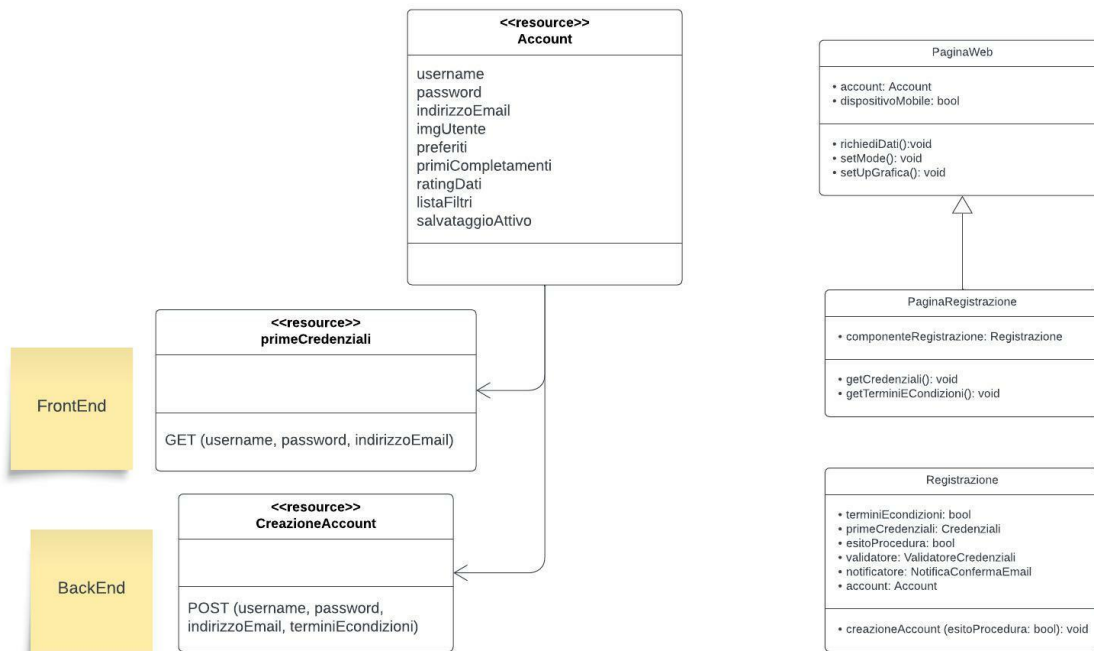 <<resource>>
Account
username
password
indirizzoEmail
imgUtente
preferiti
primiCompletamenti
ratingDati
listaFiltri
salvataggioAttivo
<<resource>>
primeCredenziali
GET (username, password, indirizzoEmail)
FrontEnd
<<resource>>
CreazioneAccount
POST (username, password,
indirizzoEmail, terminiEcondizioni)
BackEnd
PaginaWeb
• account: Account
• dispositivoMobile: bool
• richiediDati():void
• setMode(): void
• setUpGrafica(): void
PaginaRegistrazione
• componenteRegistrazione: Registrazione
• getCredenziali(): void
• getTerminiECondizioni(): void
Registrazione
• terminiEcondizioni: bool
• primeCredenziali: Credenziali
• esitoProcedura: bool
• validatore: ValidatoreCredenziali
• notificatore: NotificaConfermaEmail
• account: Account
• creazioneAccount (esitoProcedura: bool): void